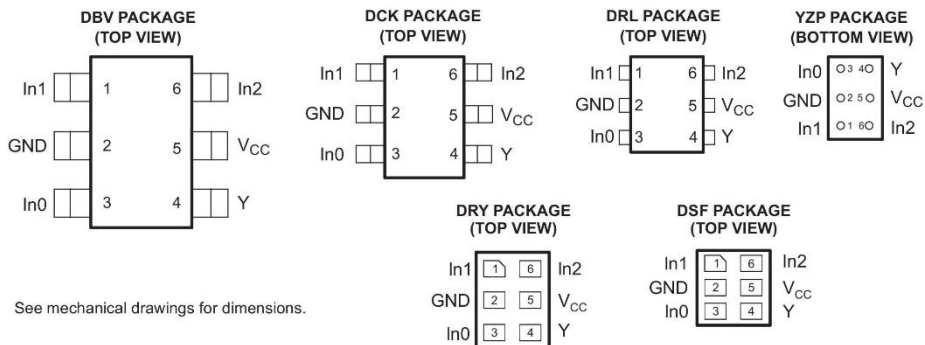 DBV PACKAGE
(TOP VIEW)
In1 1 6 In2
GND 2 5 VCC
In0 3 4 Y
DCK PACKAGE
(TOP VIEW)
In1 1 6 In2
GND 2 5 VCC
In0 3 4 Y
DRL PACKAGE
(TOP VIEW)
In1 1 6 In2
GND 2 5 VCC
In0 3 4 Y
YZP PACKAGE
(BOTTOM VIEW)
In0 3 4 Y
GND 2 5 VCC
In1 1 6 In2
DRY PACKAGE
(TOP VIEW)
In1 1 6 In2
GND 2 5 VCC
In0 3 4 Y
DSF PACKAGE
(TOP VIEW)
In1 1 6 In2
GND 2 5 VCC
In0 3 4 Y
See mechanical drawings for dimensions.